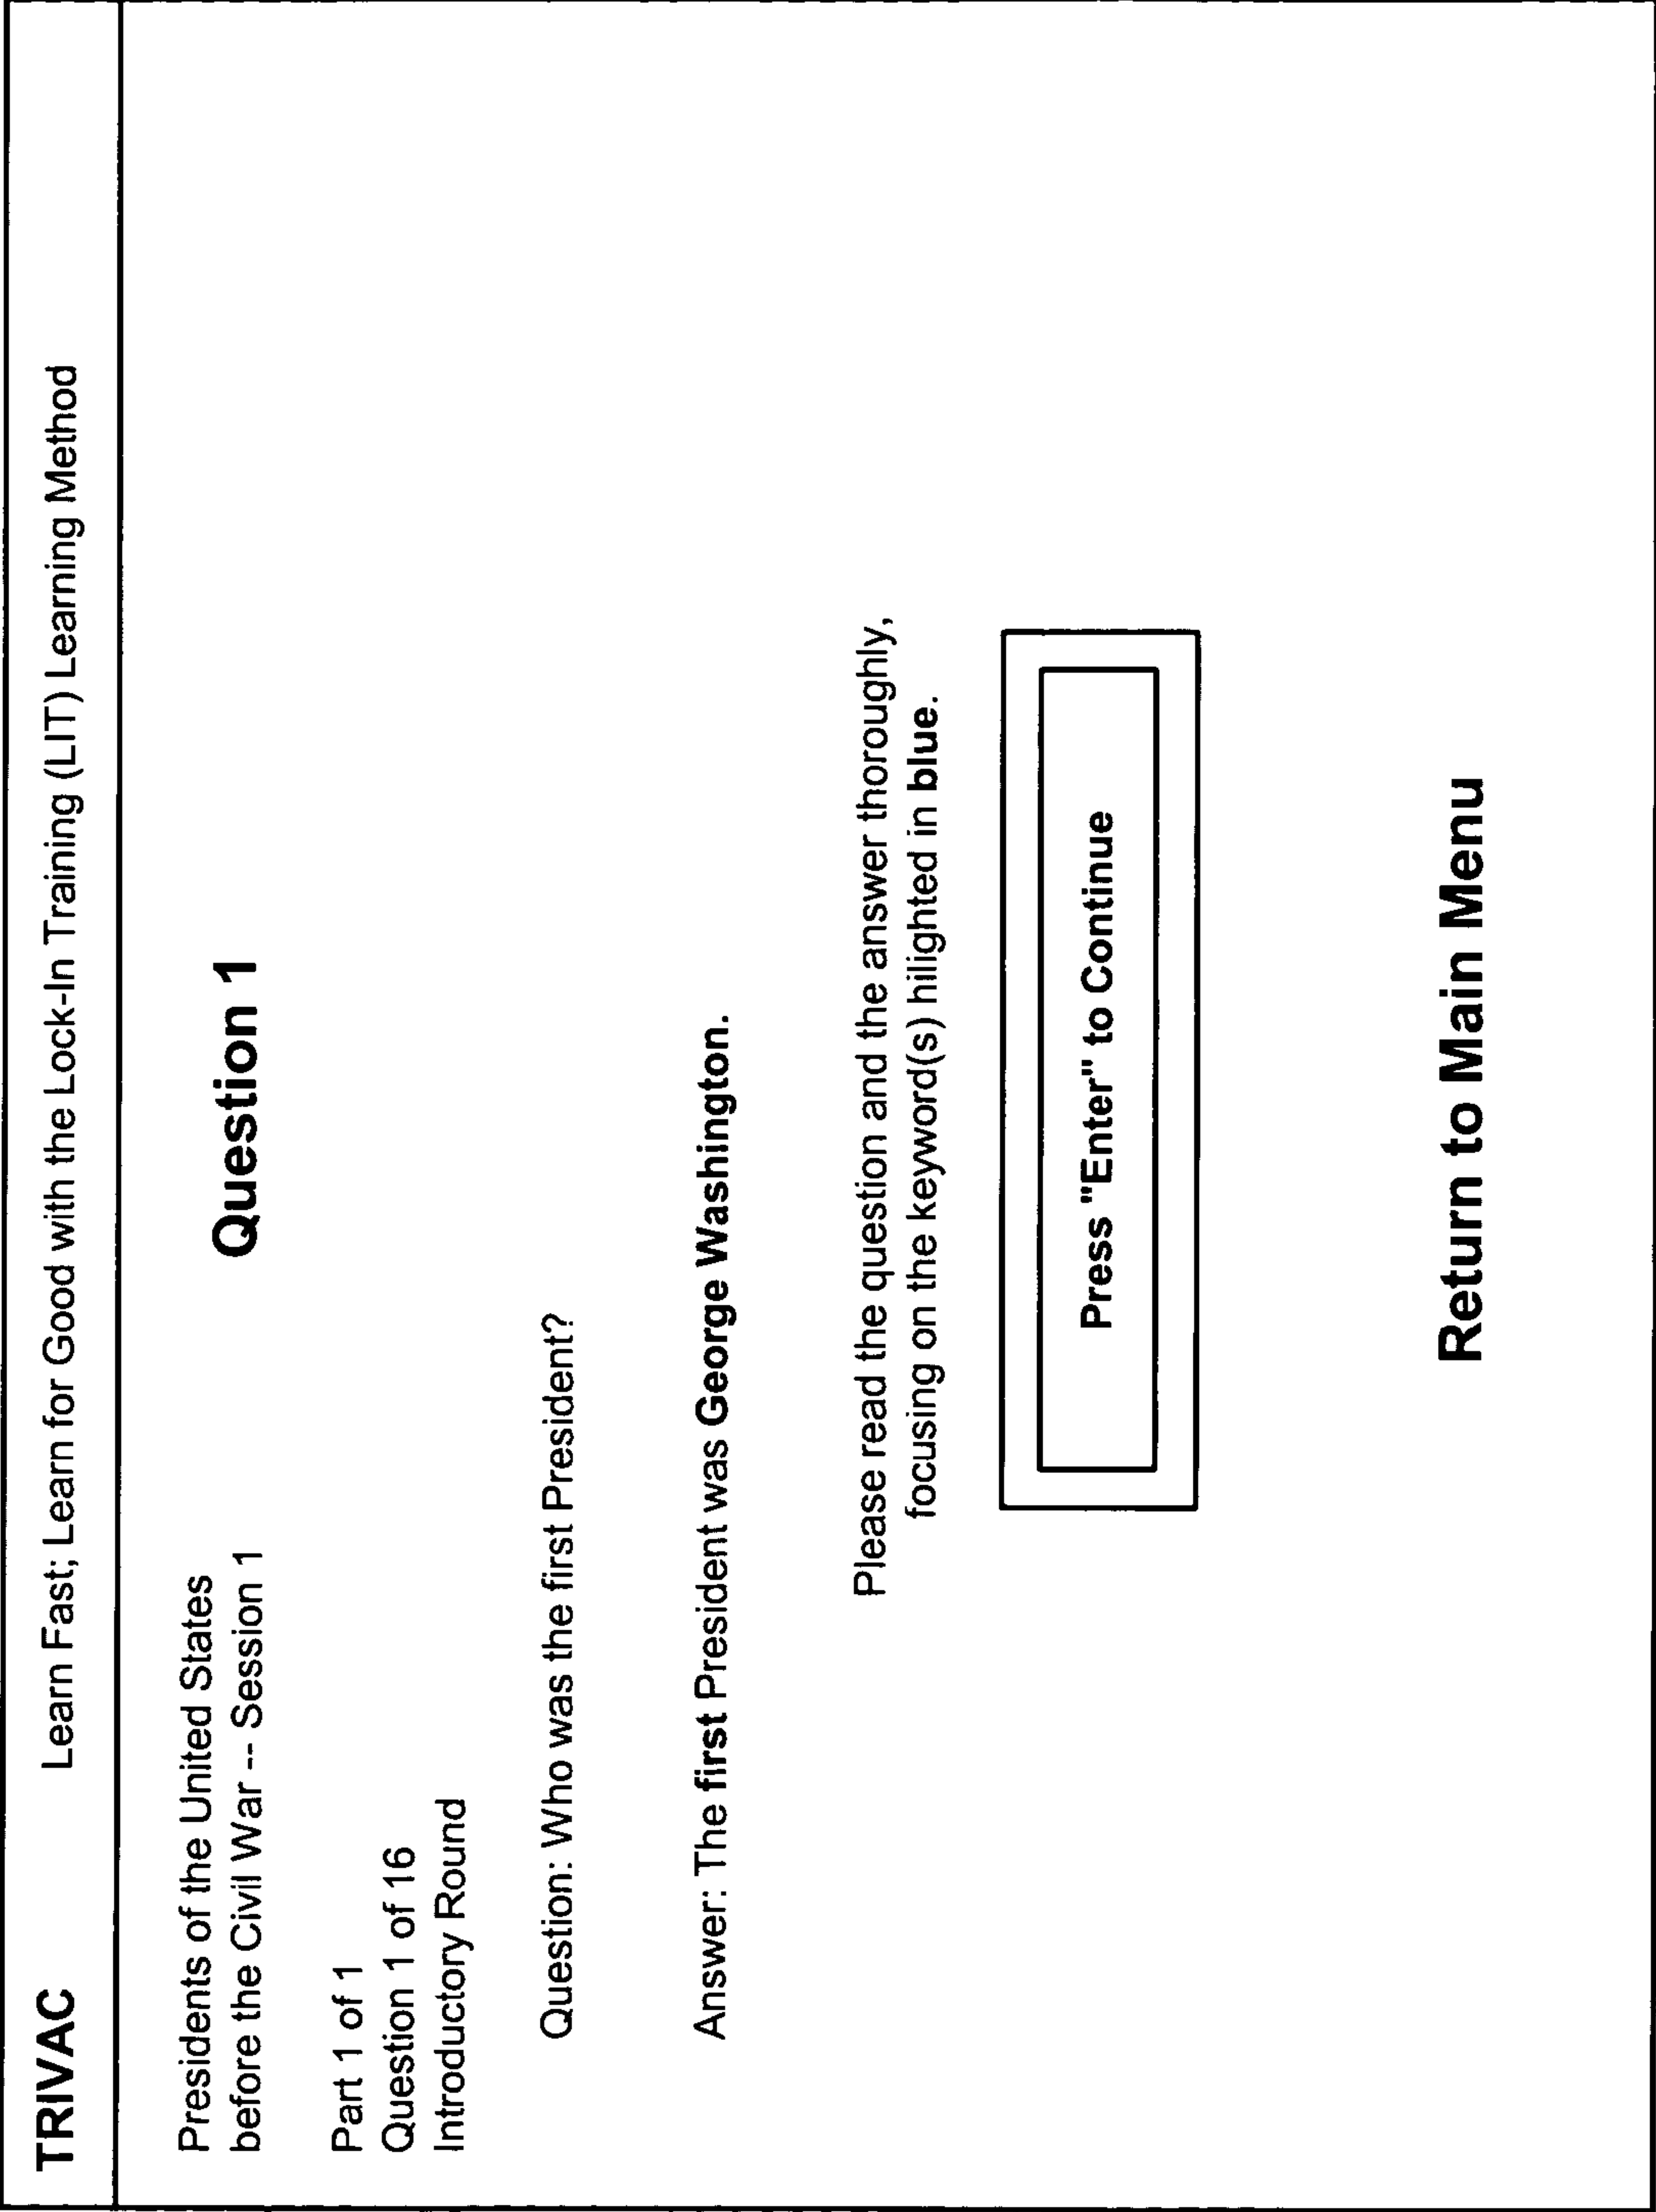 TRIVAC Learn Fast; Learn for Good with the Lock-In Training (LIT) Learning Method
Presidents of the United States
before the Civil War -- Session 1
Question 1
Part 1 of 1
Question 1 of 16
Introductory Round
Question: Who was the first President?
Answer: The first President was George Washington.
Please read the question and the answer thoroughly,
focusing on the keyword(s) hilighted in blue.
Press "Enter" to Continue
Return to Main Menu